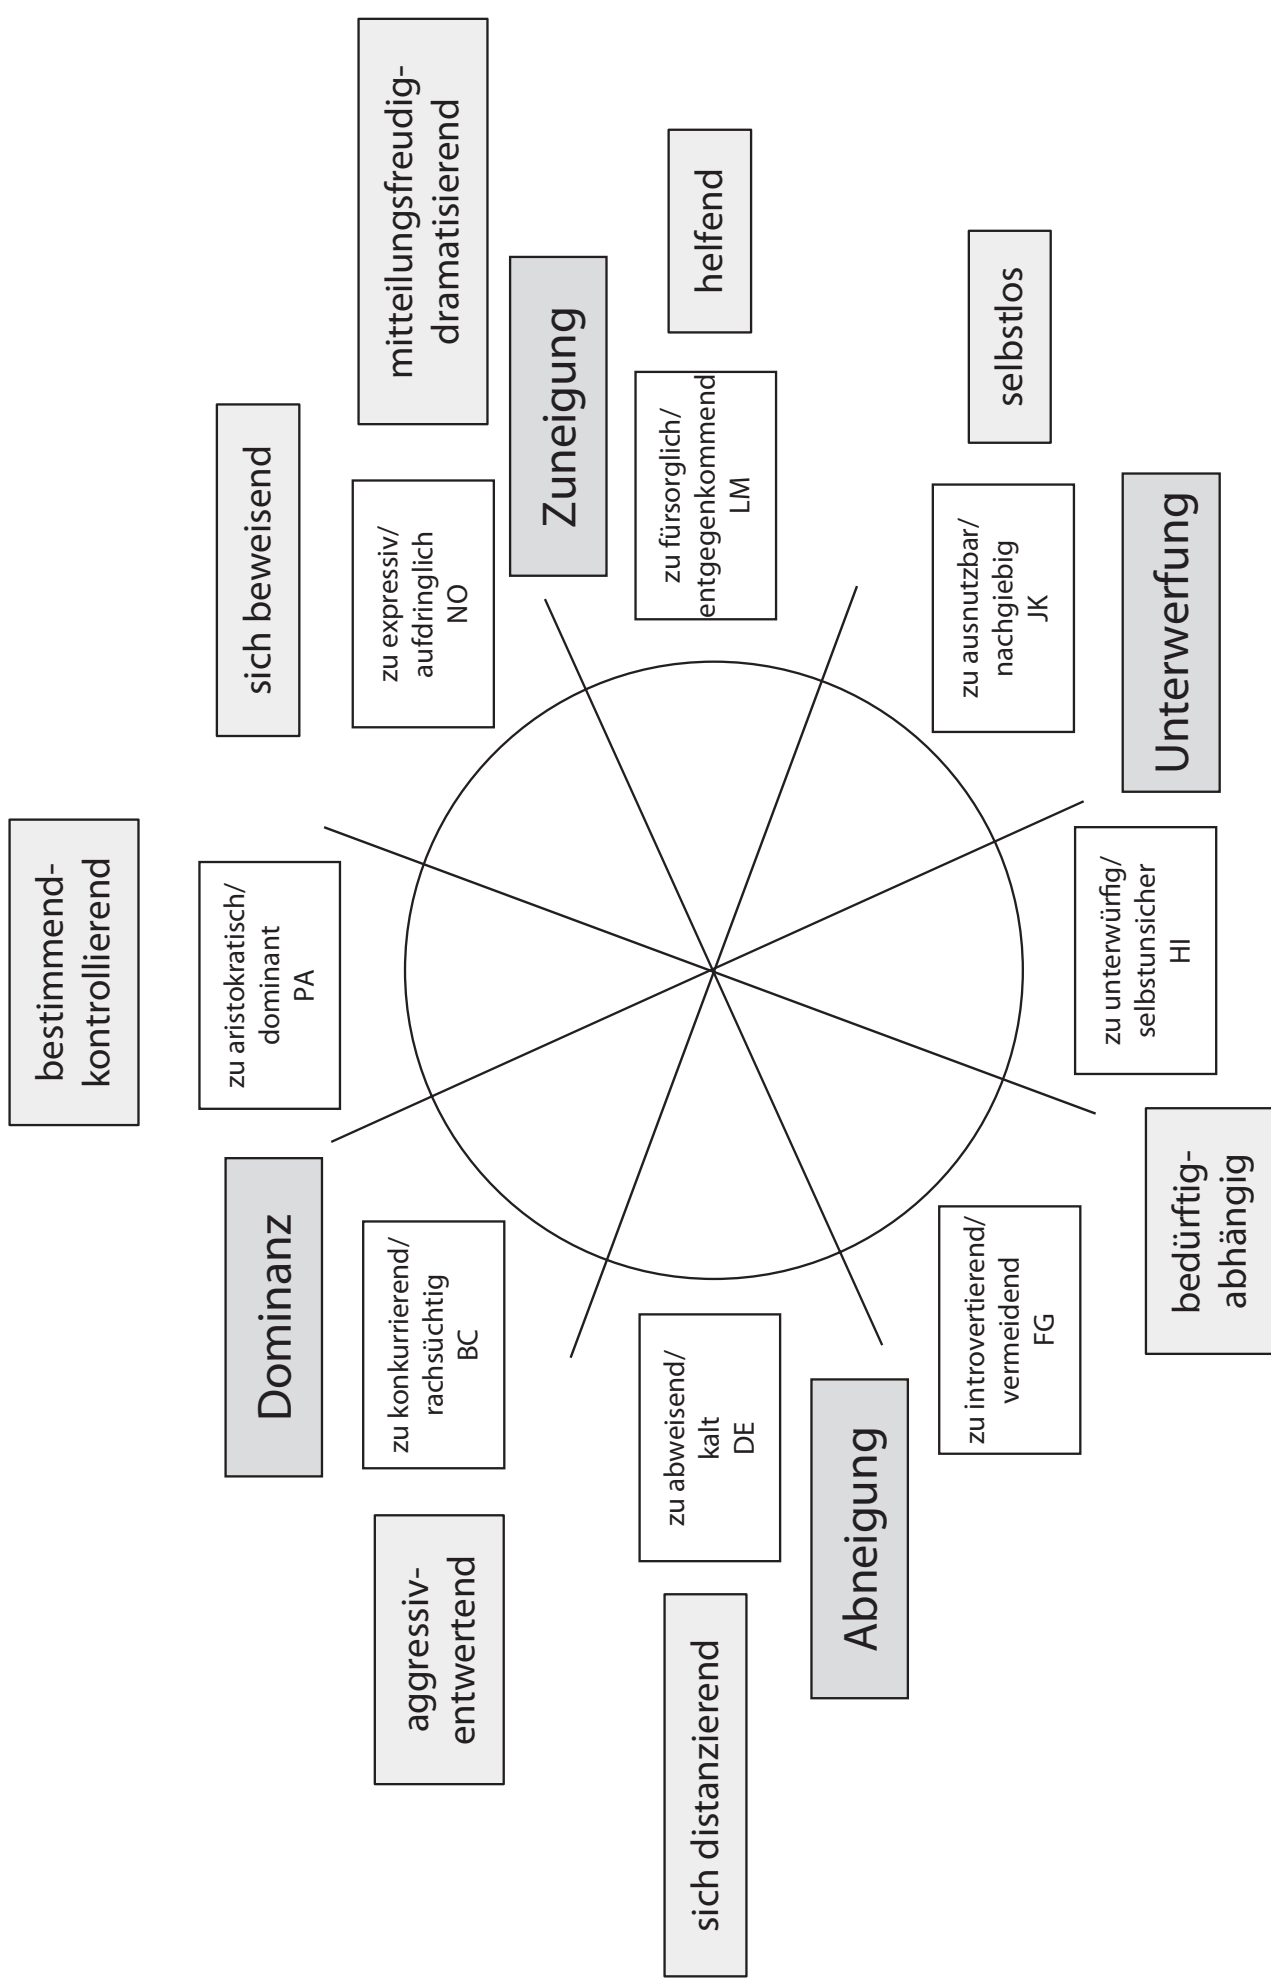 bestimmend-
kontrollierend
Dominanz
zu aristokratisch/
dominant
PA
sich beweisend
aggressiv-
entwertend
zu konkurrierend/
rachsüchtig
BC
zu expressiv/
aufdringlich
NO
mitteilungsfreudig-
dramatisierend
Zuneigung
sich distanzierend
zu abweisend/
kalt
DE
zu fürsorglich/
entgegenkommend
LM
helfend
Abneigung
zu introvertierend/
vermeidend
FG
zu ausnutzbar/
nachgiebig
JK
selbstlos
zu unterwürfig/
selbstunsicher
HI
Unterwerfung
bedürftig-
abhängig